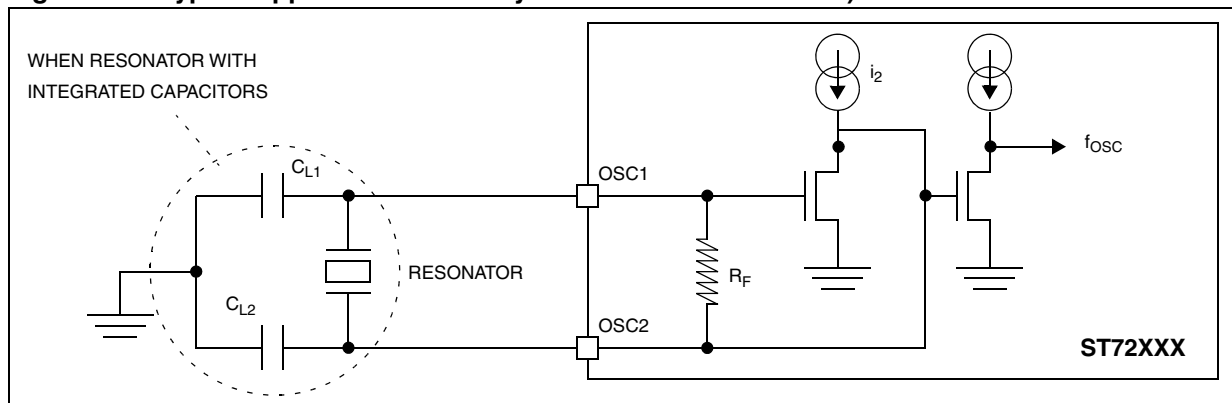 WHEN RESONATOR WITH
INTEGRATED CAPACITORS
CL1
CL2
RESONATOR
OSC1
OSC2
RF
i2
fOSC
ST72XXX